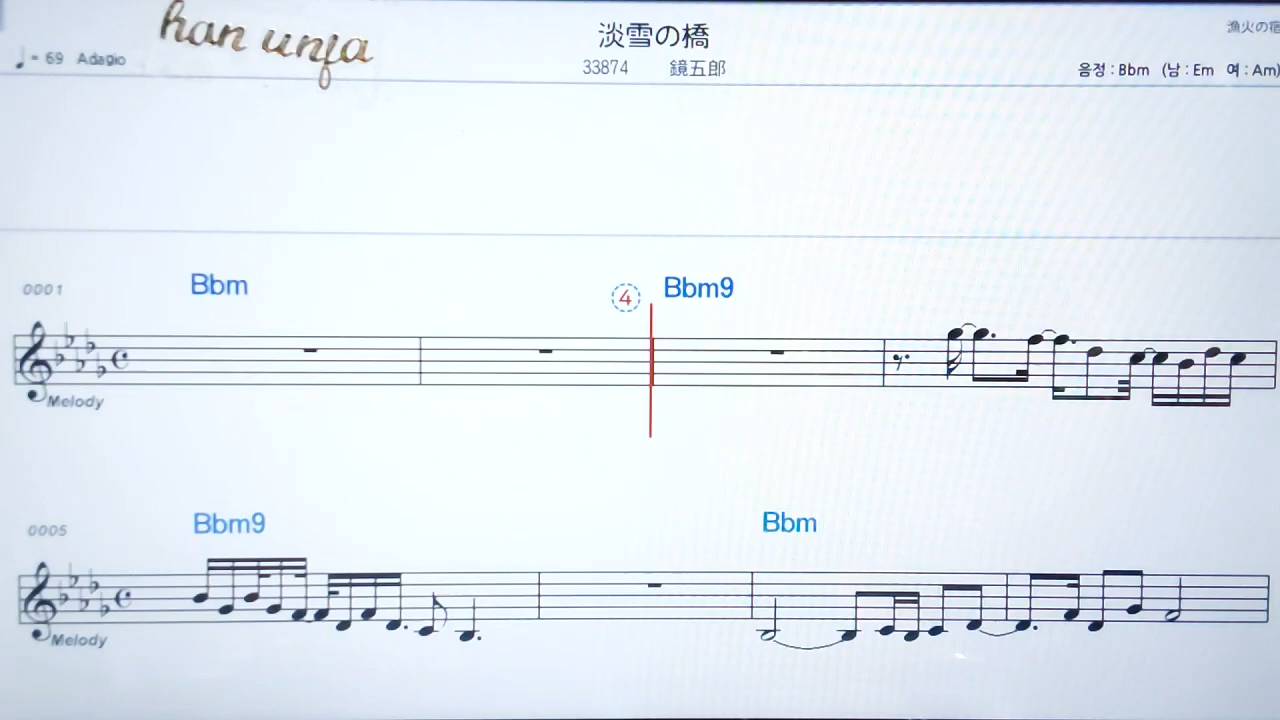 han unja
淡雪の橋
漁火の宿
♩= 69 Adagio
33874 鏡五郎
음정 : Bbm (남 : Em 여 : Am)
0001 Bbm ④ Bbm9
Melody
0005 Bbm9 Bbm
Melody